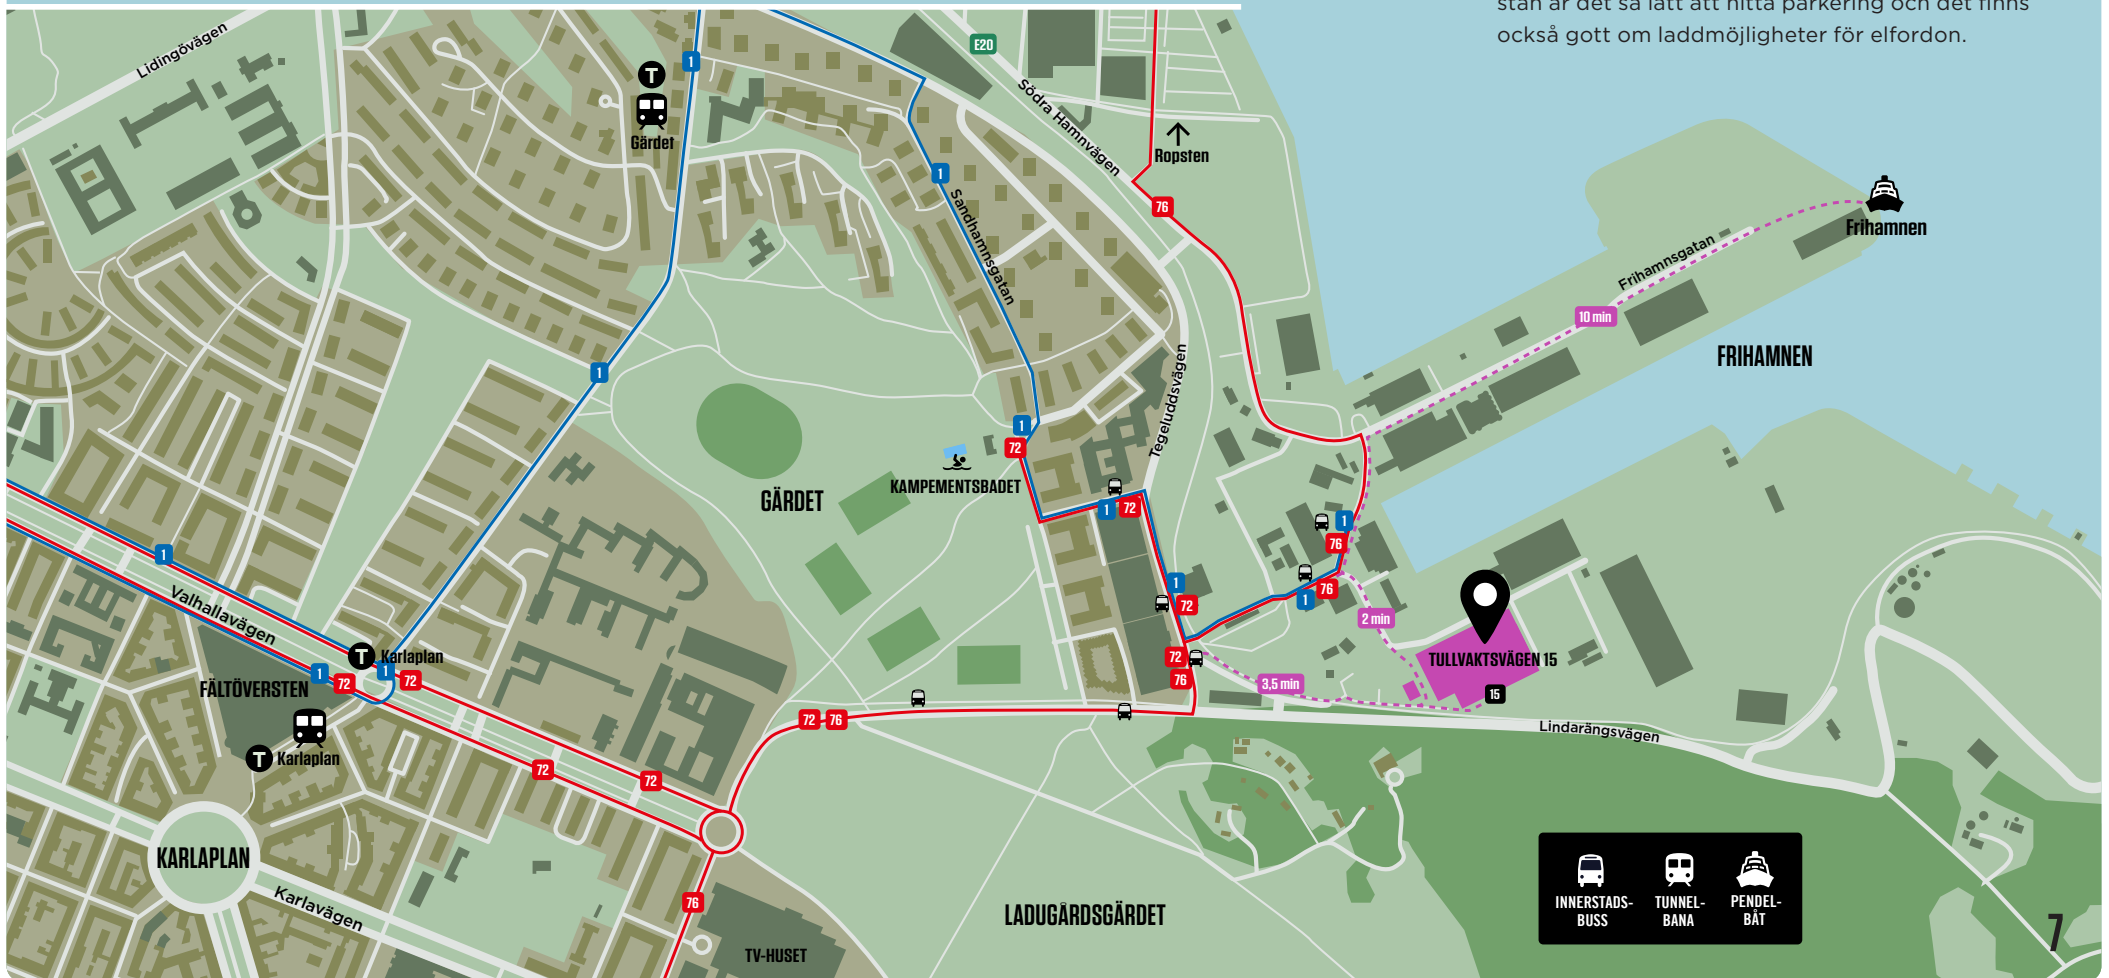 stan är det så lätt att hitta parkering och det finns
också gott om laddmöjligheter för elfordon.
Lidingövägen
E20
1
T
Gärdet
Södra Hamnvägen
Ropsten
1
Sandhamnsgatan
76
Frihamnen
Frihamnsgatan
10 min
FRIHAMNEN
1
Tegeluddsvägen
1
72
KAMPEMENTSBADET
GÄRDET
1
72
1
76
1
Valhallavägen
1
72
76
1
2 min
T
Karlaplan
1
72
1
72
FÄLTÖVERSTEN
72
76
3,5 min
TULLVAKTSVÄGEN 15
15
72
76
Lindarängsvägen
T
Karlaplan
72
72
KARLAPLAN
Karlavägen
76
LADUGÅRDSGÄRDET
TV-HUSET
INNERSTADS-
BUSS
TUNNEL-
BANA
PENDEL-
BÅT
7